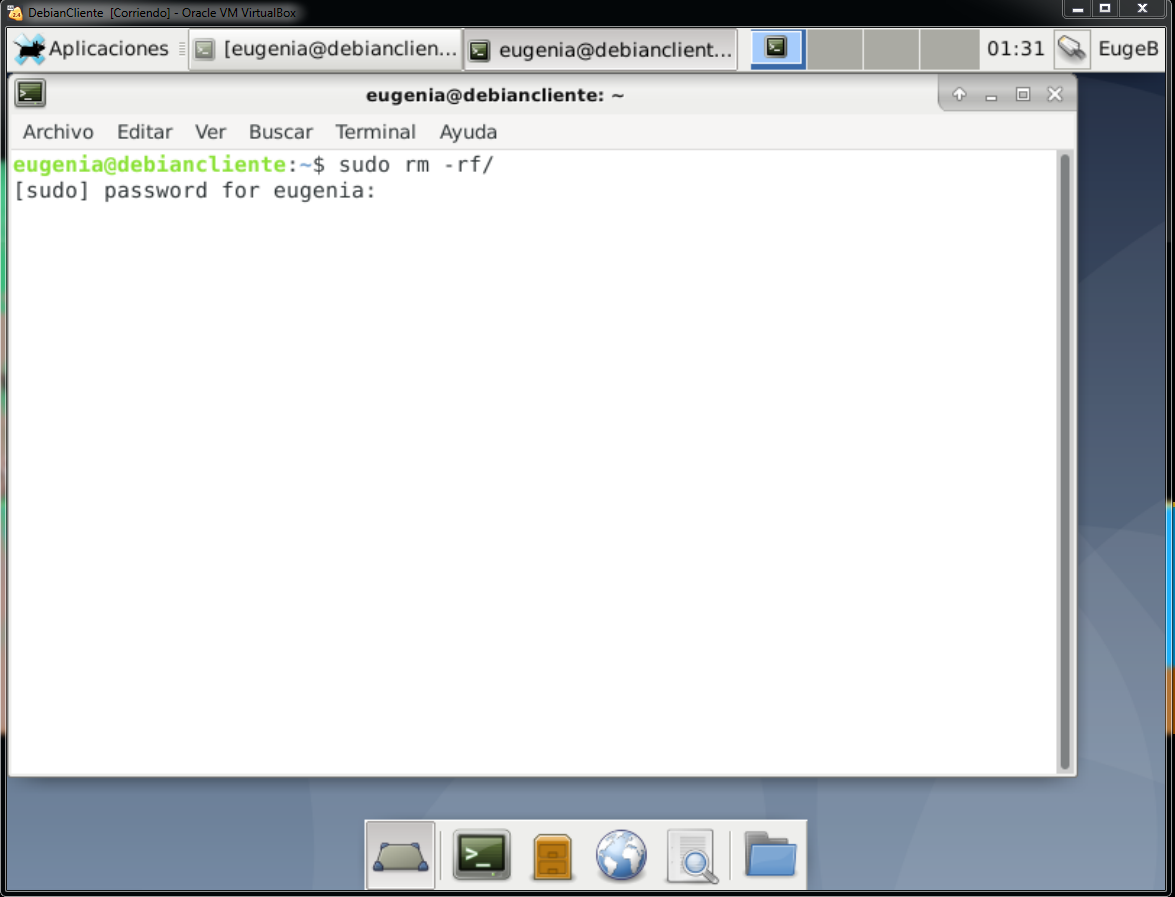 DebianCliente [Corriendo] - Oracle VM VirtualBox
Aplicaciones [eugenia@debianclien... eugenia@debianclient... 01:31 EugeB
eugenia@debiancliente: ~
Archivo Editar Ver Buscar Terminal Ayuda
eugenia@debiancliente:~$ sudo rm -rf/
[sudo] password for eugenia: